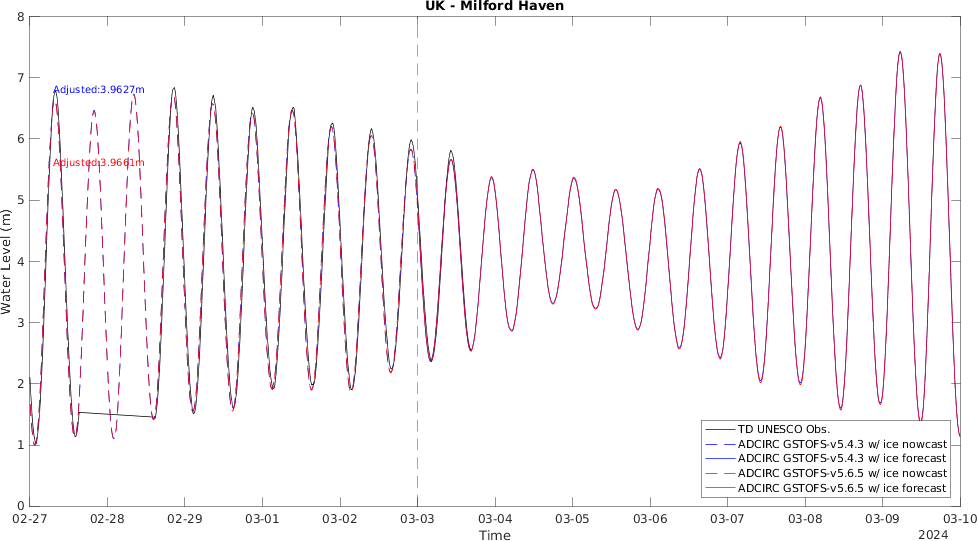 UK - Milford Haven
8
7
6
5
4
3
2
1
0
Water Level (m)
Adjusted:3.9627m
Adjusted:3.9661m
TD UNESCO Obs.
ADCIRC GSTOFS-v5.4.3 w/ ice nowcast
ADCIRC GSTOFS-v5.4.3 w/ ice forecast
ADCIRC GSTOFS-v5.6.5 w/ ice nowcast
ADCIRC GSTOFS-v5.6.5 w/ ice forecast
02-27 02-28 02-29 03-01 03-02 03-03 03-04 03-05 03-06 03-07 03-08 03-09 03-10
Time
2024